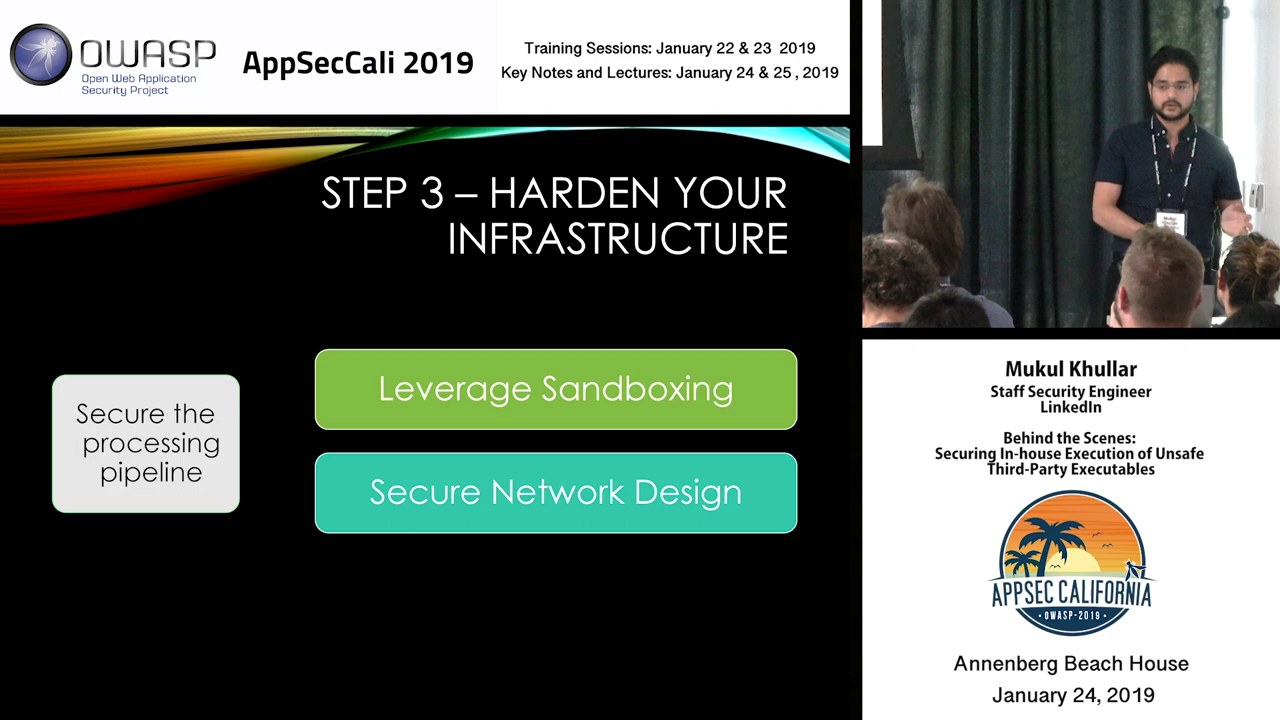 OWASP
Open Web Application
Security Project
AppSecCali 2019
Training Sessions: January 22 & 23 2019
Key Notes and Lectures: January 24 & 25 , 2019
STEP 3 – HARDEN YOUR
INFRASTRUCTURE
Secure the
processing
pipeline
Leverage Sandboxing
Secure Network Design
Mukul
Mukul Khullar
Staff Security Engineer
LinkedIn
Behind the Scenes:
Securing In-house Execution of Unsafe
Third-Party Executables
APPSEC CALIFORNIA
· OWASP-2019 ·
Annenberg Beach House
January 24, 2019